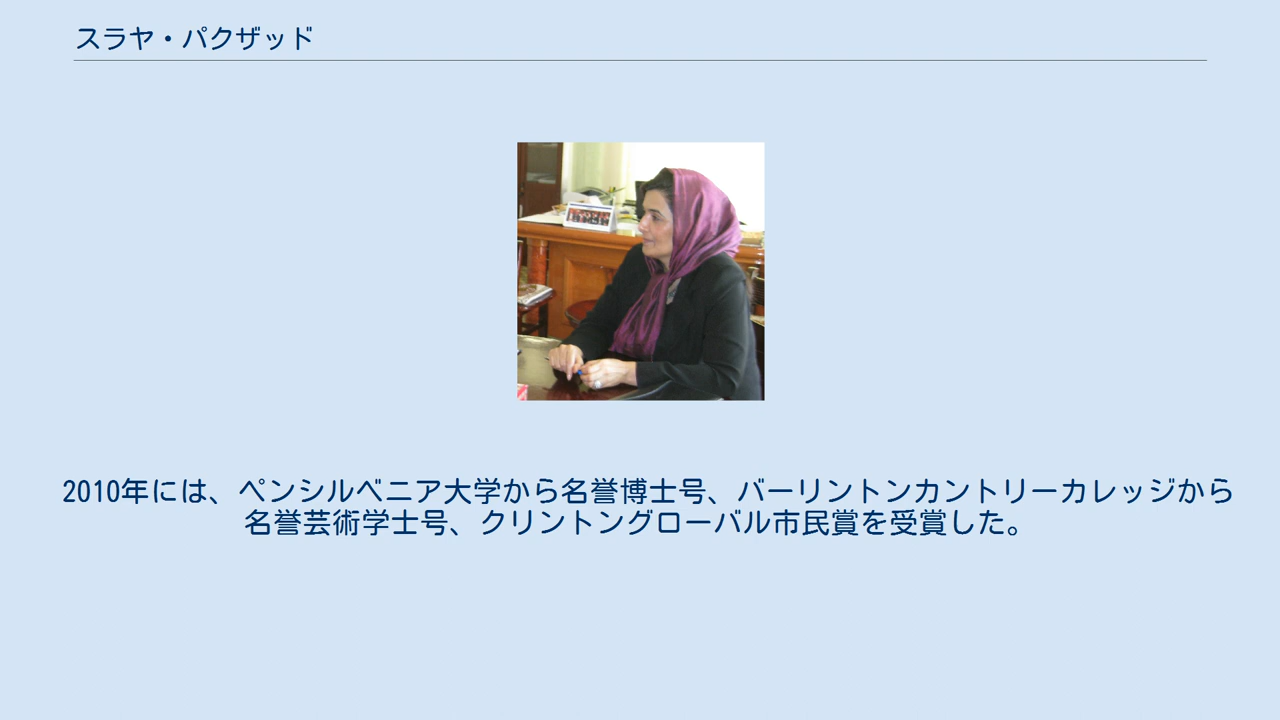 スラヤ・パクザッド
2010年には、ペンシルベニア大学から名誉博士号、バーリントンカントリーカレッジから
名誉芸術学士号、クリントングローバル市民賞を受賞した。